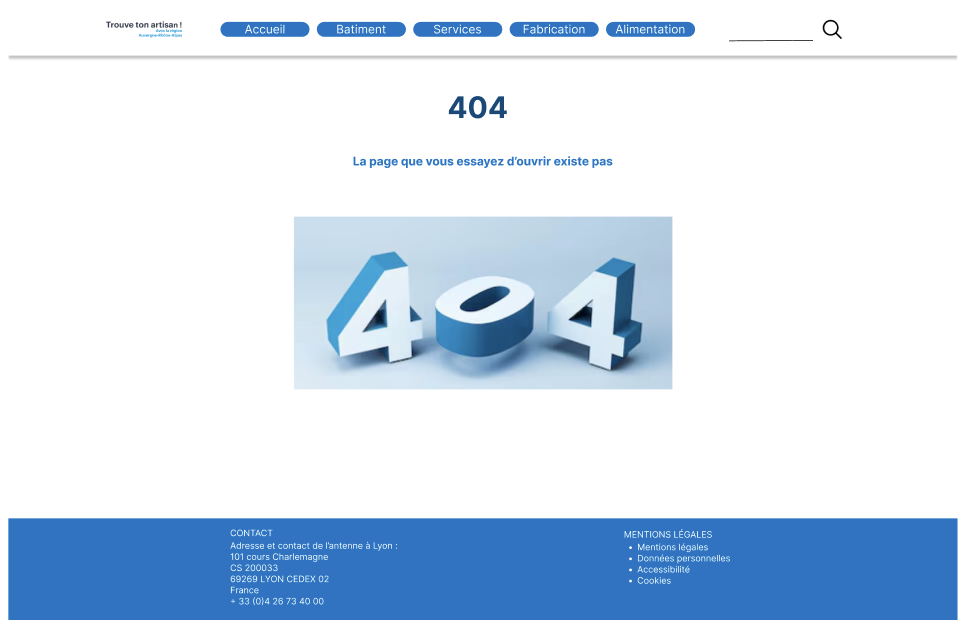 Trouve ton artisan !
Avec la région
Auvergne-Rhône-Alpes
Accueil
Batiment
Services
Fabrication
Alimentation
404
La page que vous essayez d'ouvrir existe pas
404
CONTACT
Adresse et contact de l'antenne à Lyon :
101 cours Charlemagne
CS 200033
69269 LYON CEDEX 02
France
+ 33 (0)4 26 73 40 00
MENTIONS LÉGALES
• Mentions légales
• Données personnelles
• Accessibilité
• Cookies